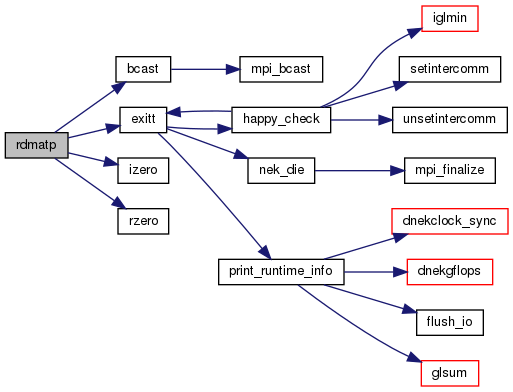 iglmin
bcast
mpi_bcast
setintercomm
exitt
happy_check
unsetintercomm
rdmatp
izero
nek_die
mpi_finalize
rzero
dnekclock_sync
print_runtime_info
dnekgflops
flush_io
glsum